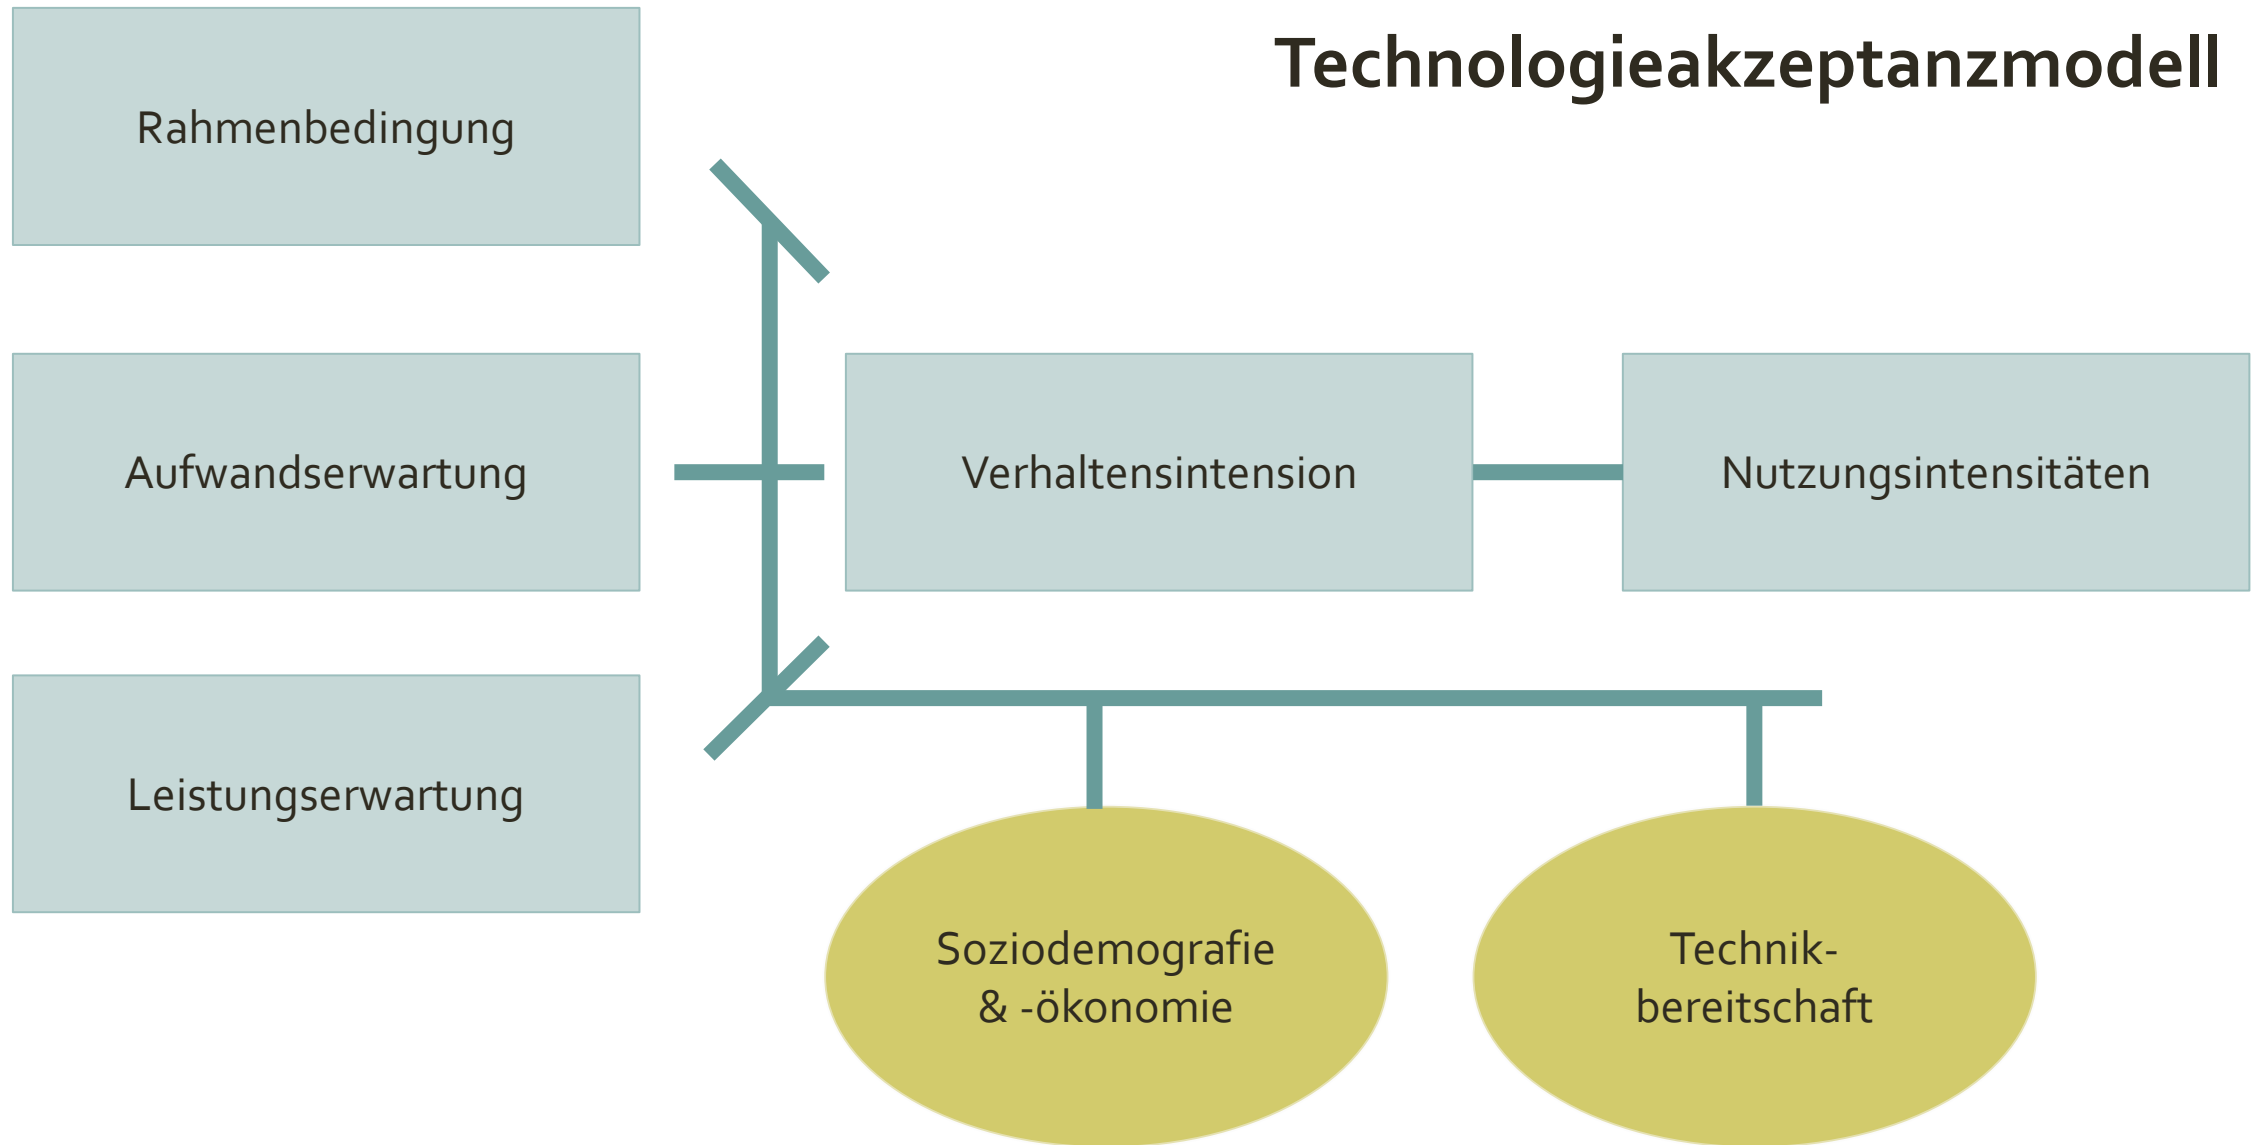 Technologieakzeptanzmodell
Rahmenbedingung
Aufwandserwartung
Verhaltensintension
Nutzungsintensitäten
Leistungserwartung
Soziodemografie
& -ökonomie
Technik-
bereitschaft